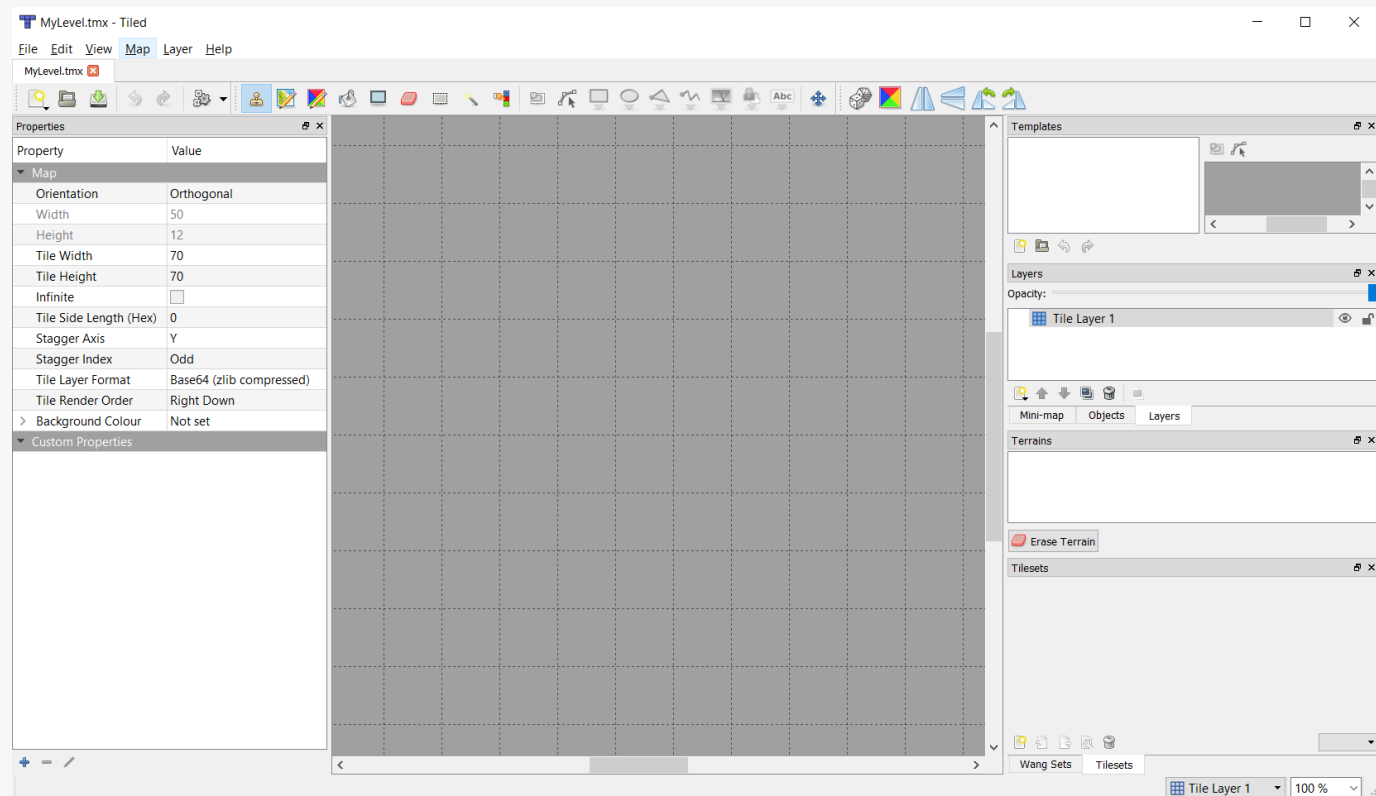 MyLevel.tmx - Tiled
File Edit View Map Layer Help
MyLevel.tmx
Abc
Properties
Property Value
Map
Orientation Orthogonal
Width 50
Height 12
Tile Width 70
Tile Height 70
Infinite
Tile Side Length (Hex) 0
Stagger Axis Y
Stagger Index Odd
Tile Layer Format Base64 (zlib compressed)
Tile Render Order Right Down
Background Colour Not set
Custom Properties
Templates
Layers
Opacity:
Tile Layer 1
Mini-map Objects Layers
Terrains
Erase Terrain
Tilesets
Wang Sets Tilesets
Tile Layer 1 100 %